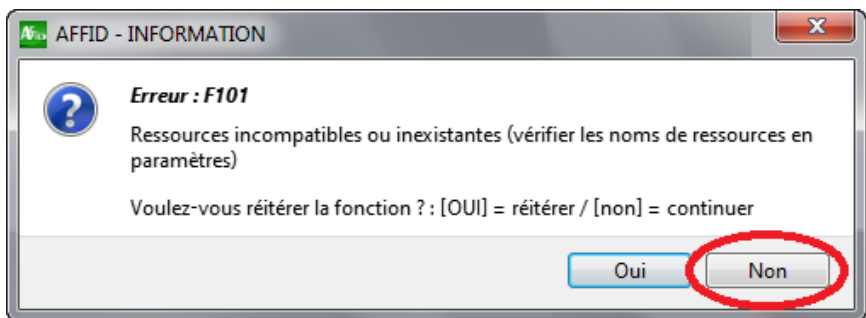 AFFID - INFORMATION
Erreur : F101
Ressources incompatibles ou inexistantes (vérifier les noms de ressources en
paramètres)
Voulez-vous réitérer la fonction ? : [OUI] = réitérer / [non] = continuer
Oui Non